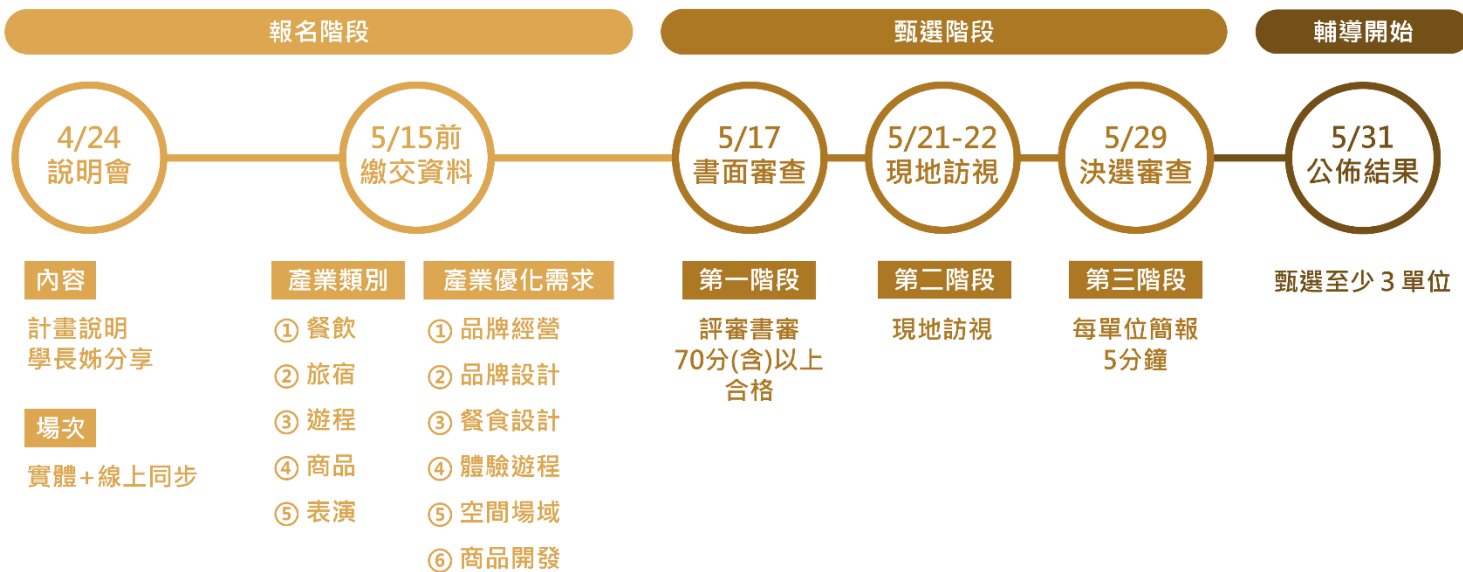 報名階段
甄選階段
輔導開始
4/24
說明會
5/15前
繳交資料
5/17
書面審查
5/21-22
現地訪視
5/29
決選審查
5/31
公佈結果
內容
計畫說明
學長姊分享
場次
實體+線上同步
產業類別
① 餐飲
② 旅宿
③ 遊程
④ 商品
⑤ 表演
產業優化需求
① 品牌經營
② 品牌設計
③ 餐食設計
④ 體驗遊程
⑤ 空間場域
⑥ 商品開發
第一階段
評審書審
70分(含)以上
合格
第二階段
現地訪視
第三階段
每單位簡報
5分鐘
甄選至少 3 單位